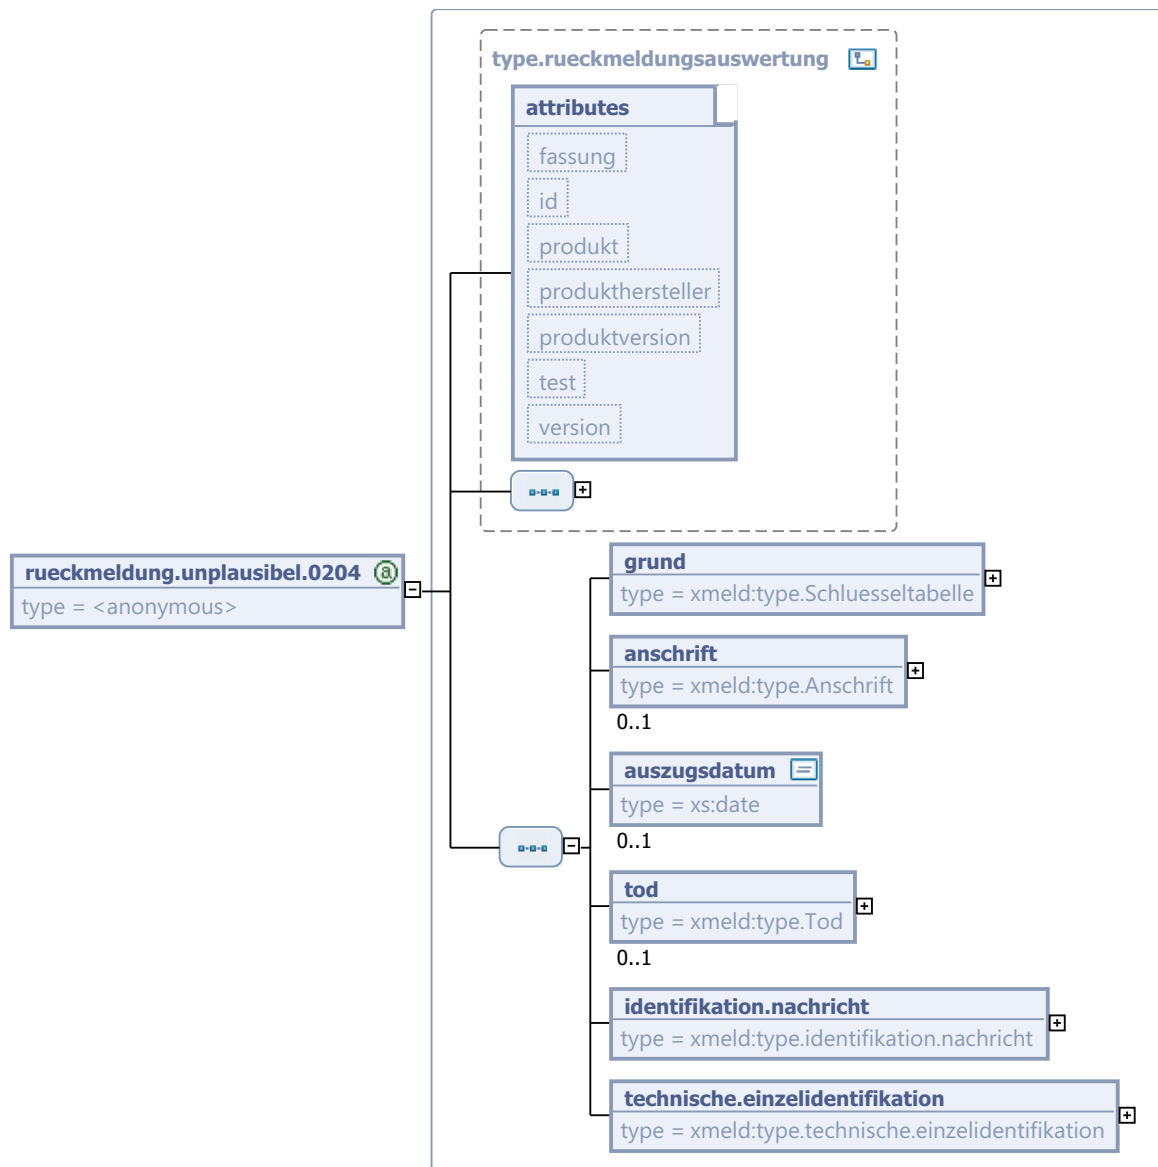 type.rueckmeldungsauswertung
attributes
fassung
id
produkt
produkthersteller
produktversion
test
version
rueckmeldung.unplausibel.0204
type = <anonymous>
grund
type = xmeld:type.Schluesseltabelle
anschrift
type = xmeld:type.Anschrift
0..1
auszugsdatum
type = xs:date
0..1
tod
type = xmeld:type.Tod
0..1
identifikation.nachricht
type = xmeld:type.identifikation.nachricht
technische.einzelidentifikation
type = xmeld:type.technische.einzelidentifikation